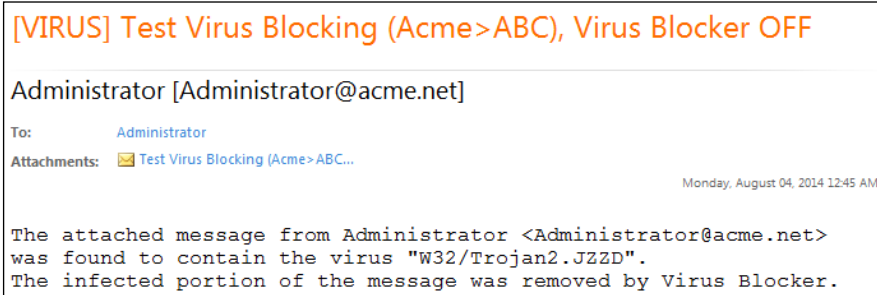 [VIRUS] Test Virus Blocking (Acme>ABC), Virus Blocker OFF
Administrator [Administrator@acme.net]
To: Administrator
Attachments: Test Virus Blocking (Acme>ABC...
Monday, August 04, 2014 12:45 AM
The attached message from Administrator <Administrator@acme.net>
was found to contain the virus "W32/Trojan2.JZZD".
The infected portion of the message was removed by Virus Blocker.